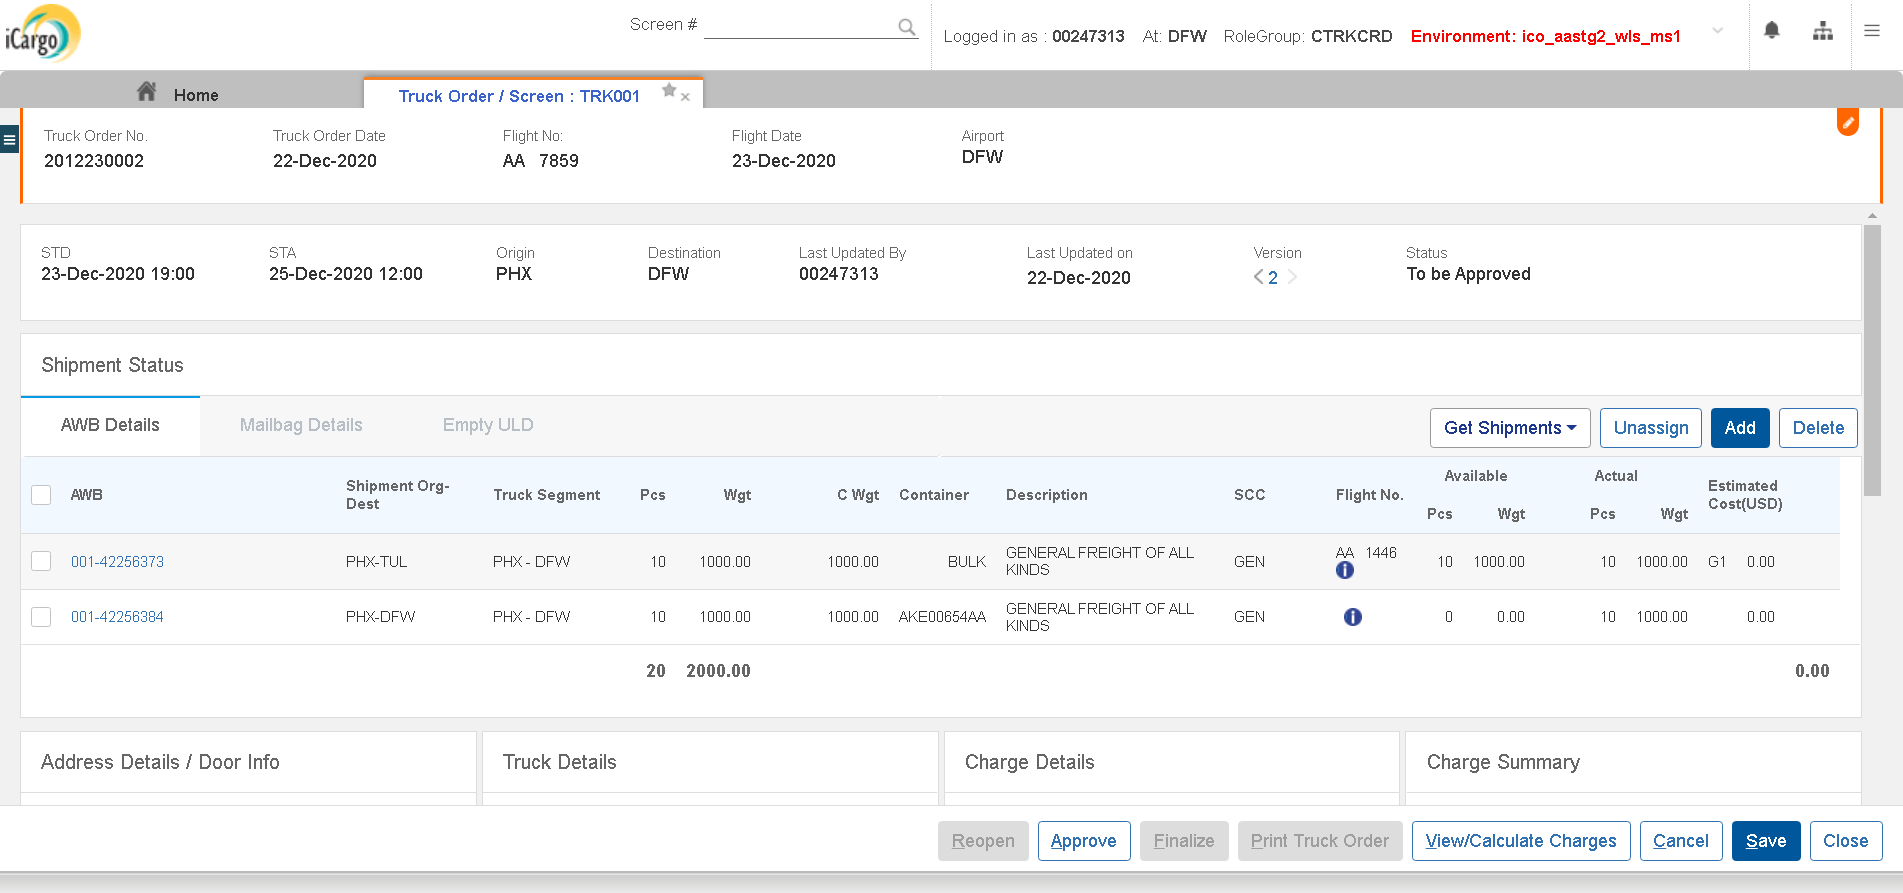 iCargo
Screen #
Logged in as : 00247313 At: DFW RoleGroup: CTRKCRD Environment: ico_aastg2_wls_ms1
Home
Truck Order / Screen : TRK001
Truck Order No. Truck Order Date Flight No: Flight Date Airport
2012230002 22-Dec-2020 AA 7859 23-Dec-2020 DFW
STD STA Origin Destination Last Updated By Last Updated on Version Status
23-Dec-2020 19:00 25-Dec-2020 12:00 PHX DFW 00247313 22-Dec-2020 2 To be Approved
Shipment Status
AWB Details Mailbag Details Empty ULD Get Shipments Unassign Add Delete
AWB Shipment Org-Dest Truck Segment Pcs Wgt C Wgt Container Description SCC Flight No. Available Pcs Wgt Actual Pcs Wgt Estimated Cost(USD)
001-42256373 PHX-TUL PHX - DFW 10 1000.00 1000.00 BULK GENERAL FREIGHT OF ALL KINDS GEN AA 1446 10 1000.00 10 1000.00 G1 0.00
001-42256384 PHX-DFW PHX - DFW 10 1000.00 1000.00 AKE00654AA GENERAL FREIGHT OF ALL KINDS GEN 0 0.00 10 1000.00 0.00
20 2000.00 0.00
Address Details / Door Info Truck Details Charge Details Charge Summary
Reopen Approve Finalize Print Truck Order View/Calculate Charges Cancel Save Close